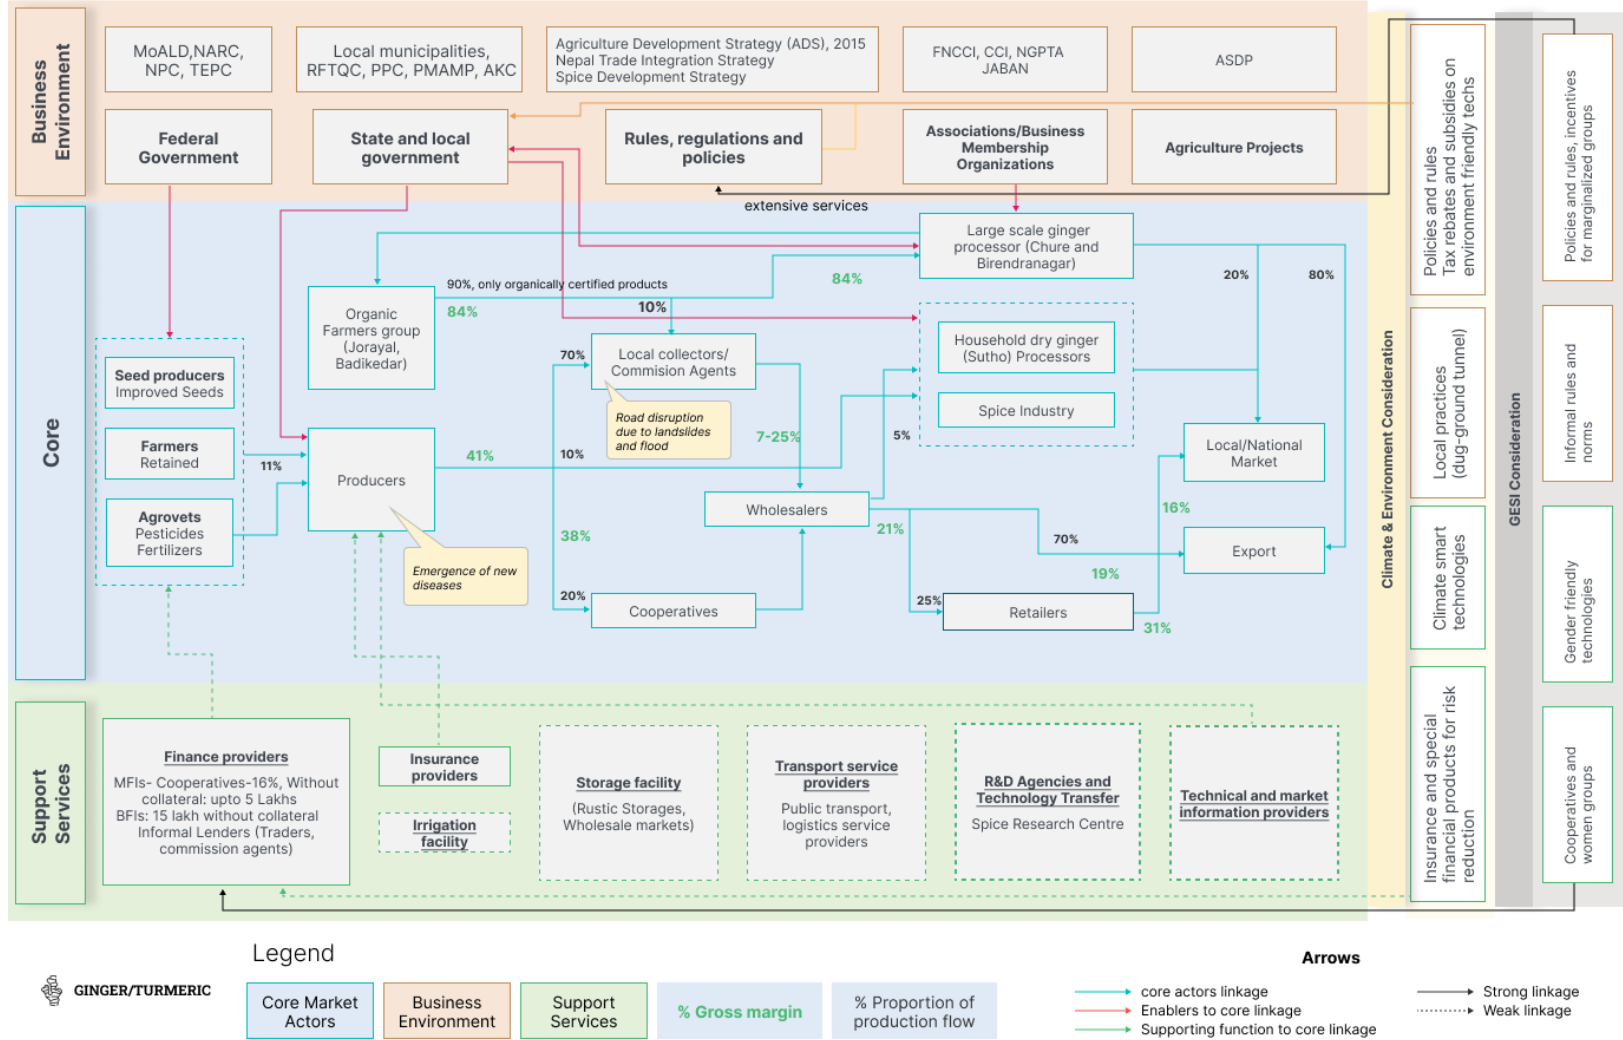 Business
Environment
MoALD,NARC,
NPC, TEPC
Local municipalities,
RFTQC, PPC, PMAMP, AKC
Agriculture Development Strategy (ADS), 2015
Nepal Trade Integration Strategy
Spice Development Strategy
FNCCI, CCI, NGPTA
JABAN
ASDP
Federal
Government
State and local
government
Rules, regulations and
policies
Associations/Business
Membership
Organizations
Agriculture Projects
extensive services
Core
Large scale ginger
processor (Chure and
Birendranagar)
20%
80%
84%
90%, only organically certified products
84%
10%
Organic
Farmers group
(Jorayal,
Badikedar)
Household dry ginger
(Sutho) Processors
Spice Industry
70%
Local collectors/
Commision Agents
Road disruption
due to landslides
and flood
7-25%
5%
Seed producers
Improved Seeds
Farmers
Retained
11%
Agrovets
Pesticides
Fertilizers
Producers
41%
10%
Local/National
Market
Wholesalers
21%
16%
38%
70%
Export
19%
Emergence of new
diseases
20%
Cooperatives
25%
Retailers
31%
Support
Services
Finance providers
MFIs- Cooperatives-16%, Without
collateral: upto 5 Lakhs
BFIs: 15 lakh without collateral
Informal Lenders (Traders,
commission agents)
Insurance
providers
Irrigation
facility
Storage facility
(Rustic Storages,
Wholesale markets)
Transport service
providers
Public transport,
logistics service
providers
R&D Agencies and
Technology Transfer
Spice Research Centre
Technical and market
information providers
Climate & Environment Consideration
Policies and rules
Tax rebates and subsidies on
environment friendly techs
Local practices
(dug-ground tunnel)
Climate smart
technologies
Insurance and special
financial products for risk
reduction
GESI Consideration
Policies and rules, incentives
for marginalized groups
Informal rules and
norms
Gender friendly
technologies
Cooperatives and
women groups
Legend
GINGER/TURMERIC
Core Market
Actors
Business
Environment
Support
Services
% Gross margin
% Proportion of
production flow
Arrows
core actors linkage
Enablers to core linkage
Supporting function to core linkage
Strong linkage
Weak linkage